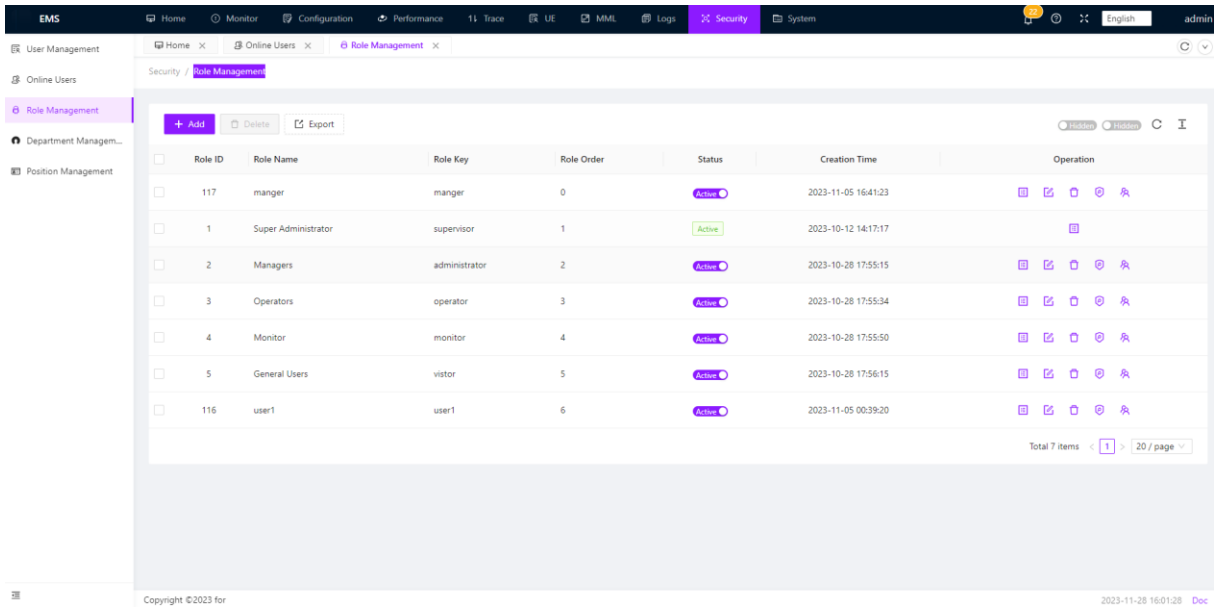 EMS Home Monitor Configuration Performance Trace UE MML Logs Security System 22 English admin
User Management
Online Users
Role Management
Department Managem...
Position Management
Home Online Users Role Management
Security / Role Management
Add Delete Export Hidden Hidden
Role ID Role Name Role Key Role Order Status Creation Time Operation
117 manger manger 0 Active 2023-11-05 16:41:23
1 Super Administrator supervisor 1 Active 2023-10-12 14:17:17
2 Managers administrator 2 Active 2023-10-28 17:55:15
3 Operators operator 3 Active 2023-10-28 17:55:34
4 Monitor monitor 4 Active 2023-10-28 17:55:50
5 General Users vistor 5 Active 2023-10-28 17:56:15
116 user1 user1 6 Active 2023-11-05 00:39:20
Total 7 items < 1 > 20 / page
Copyright ©2023 for 2023-11-28 16:01:28 Doc